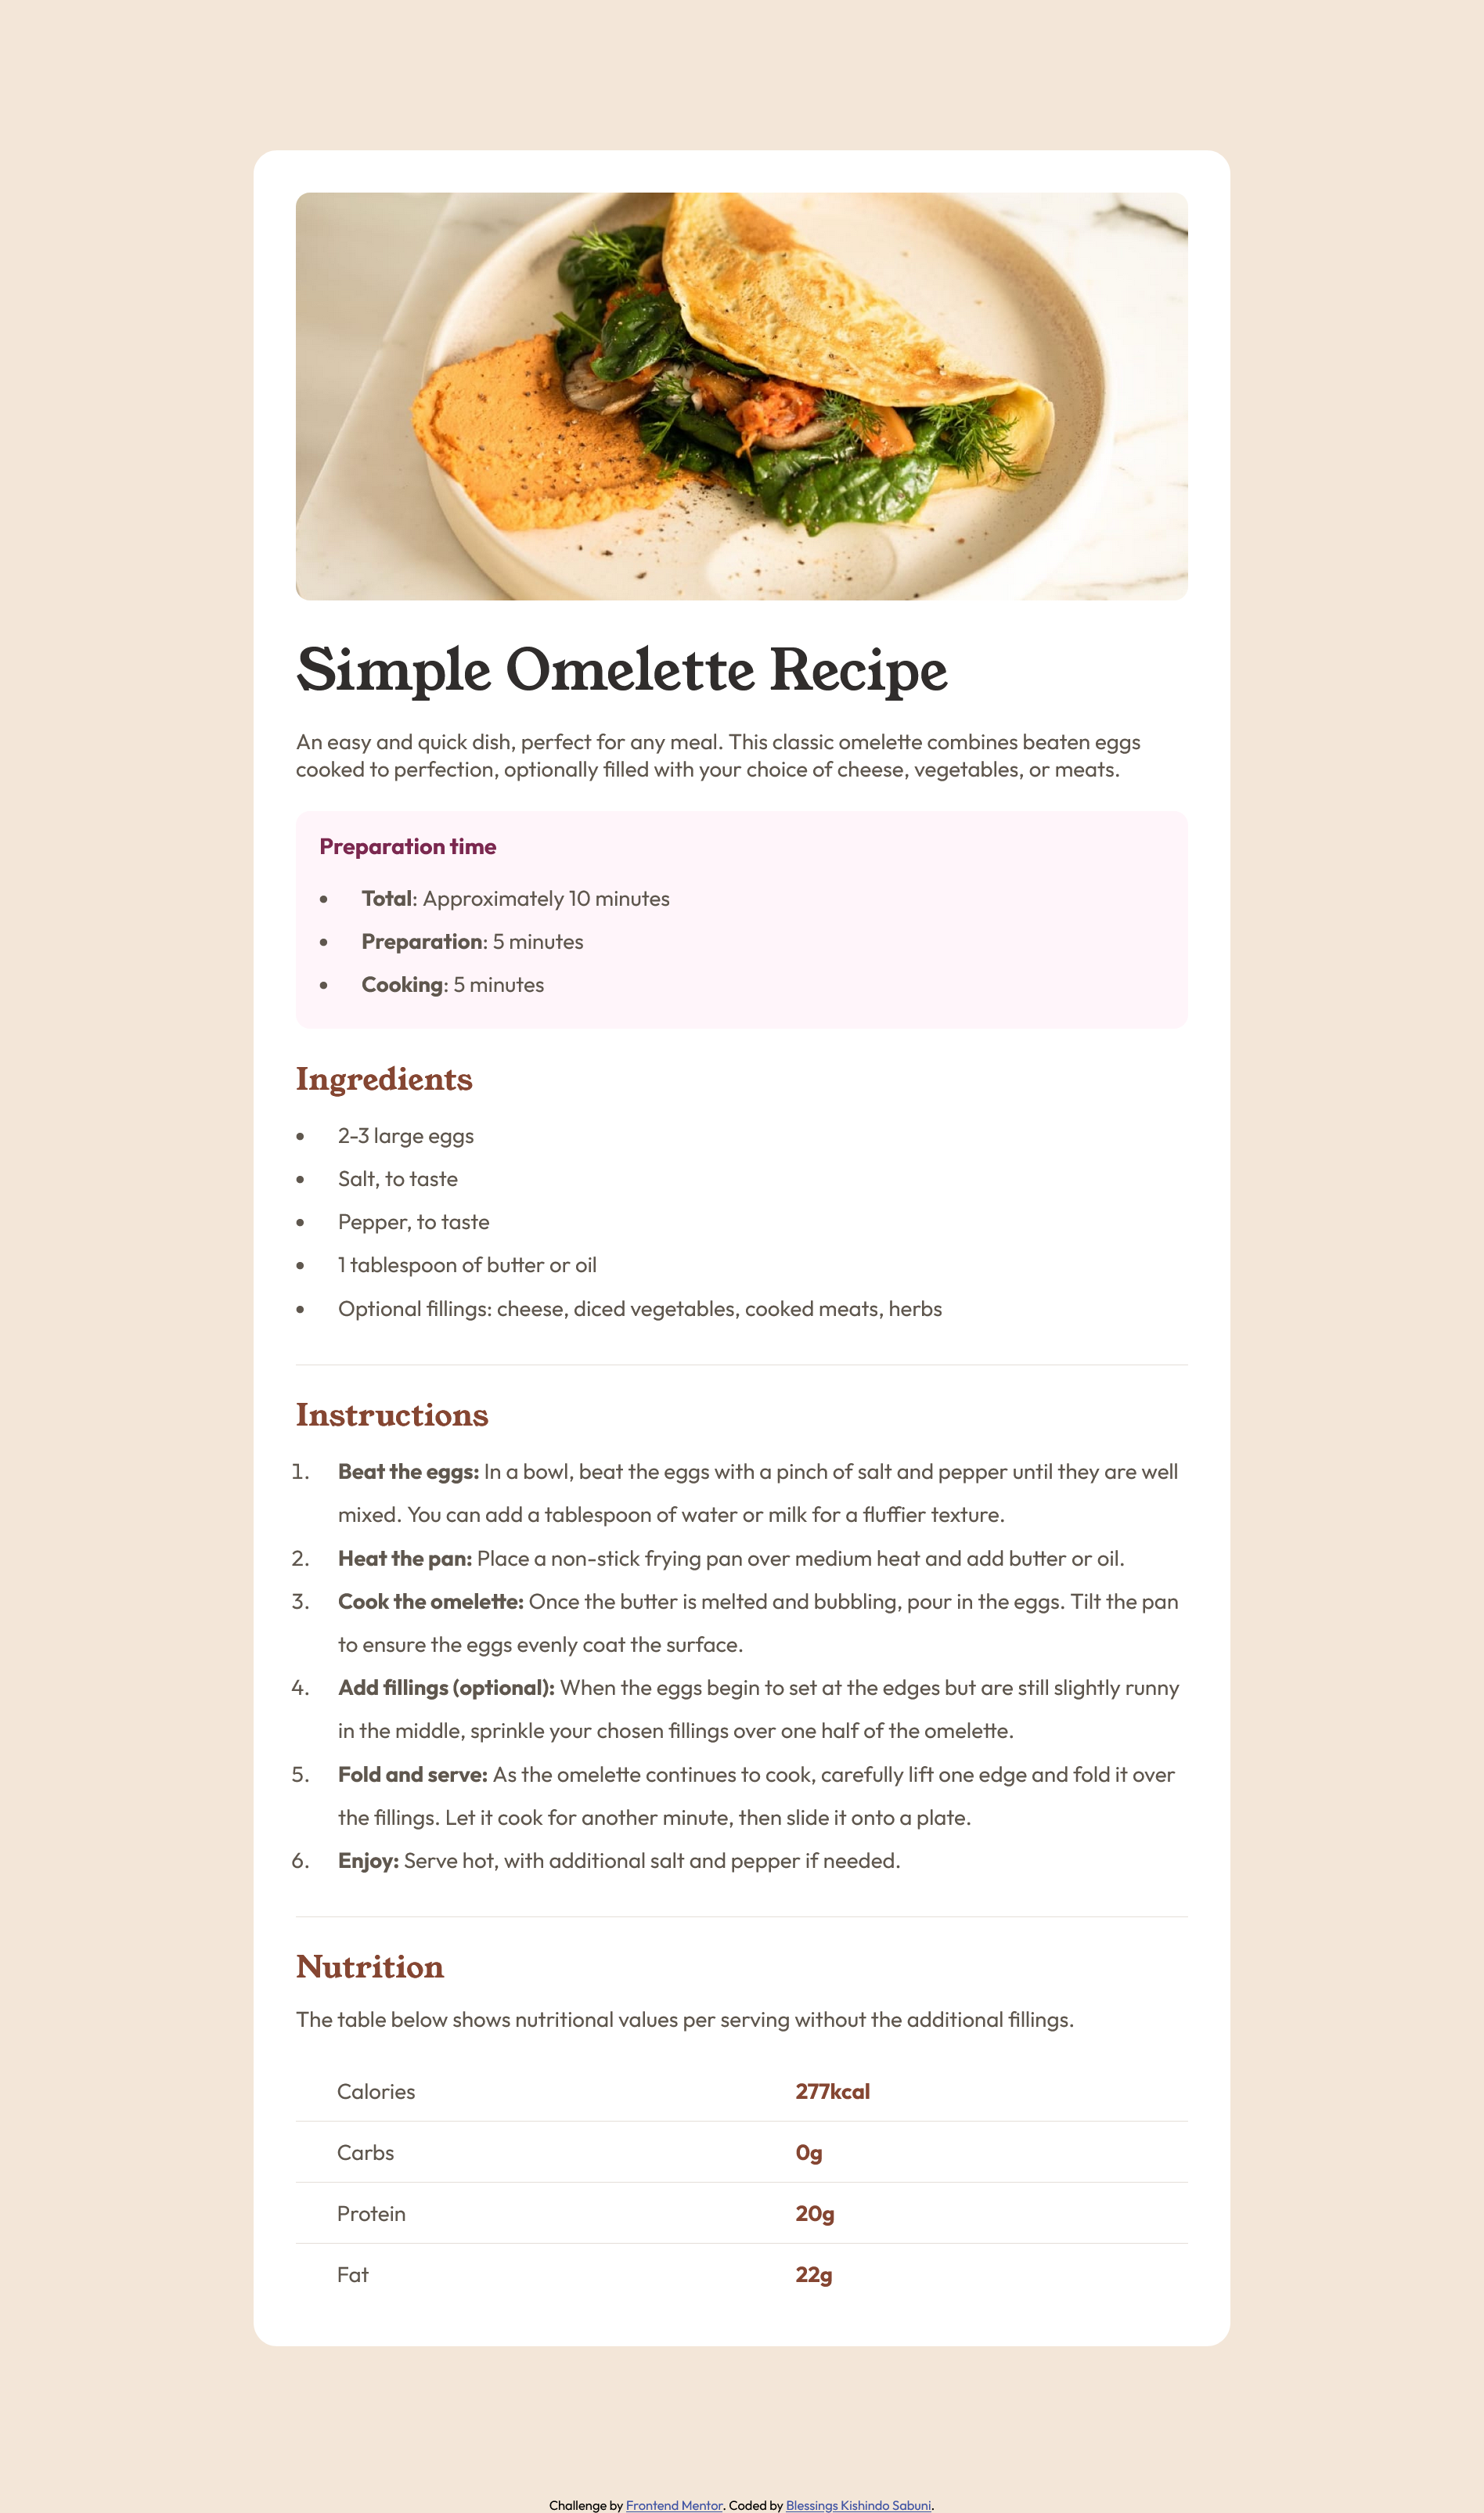 Simple Omelette Recipe
An easy and quick dish, perfect for any meal. This classic omelette combines beaten eggs
cooked to perfection, optionally filled with your choice of cheese, vegetables, or meats.
Preparation time
• Total: Approximately 10 minutes
• Preparation: 5 minutes
• Cooking: 5 minutes
Ingredients
• 2-3 large eggs
• Salt, to taste
• Pepper, to taste
• 1 tablespoon of butter or oil
• Optional fillings: cheese, diced vegetables, cooked meats, herbs
Instructions
1. Beat the eggs: In a bowl, beat the eggs with a pinch of salt and pepper until they are well
mixed. You can add a tablespoon of water or milk for a fluffier texture.
2. Heat the pan: Place a non-stick frying pan over medium heat and add butter or oil.
3. Cook the omelette: Once the butter is melted and bubbling, pour in the eggs. Tilt the pan
to ensure the eggs evenly coat the surface.
4. Add fillings (optional): When the eggs begin to set at the edges but are still slightly runny
in the middle, sprinkle your chosen fillings over one half of the omelette.
5. Fold and serve: As the omelette continues to cook, carefully lift one edge and fold it over
the fillings. Let it cook for another minute, then slide it onto a plate.
6. Enjoy: Serve hot, with additional salt and pepper if needed.
Nutrition
The table below shows nutritional values per serving without the additional fillings.
Calories 277kcal
Carbs 0g
Protein 20g
Fat 22g
Challenge by Frontend Mentor. Coded by Blessings Kishindo Sabuni.